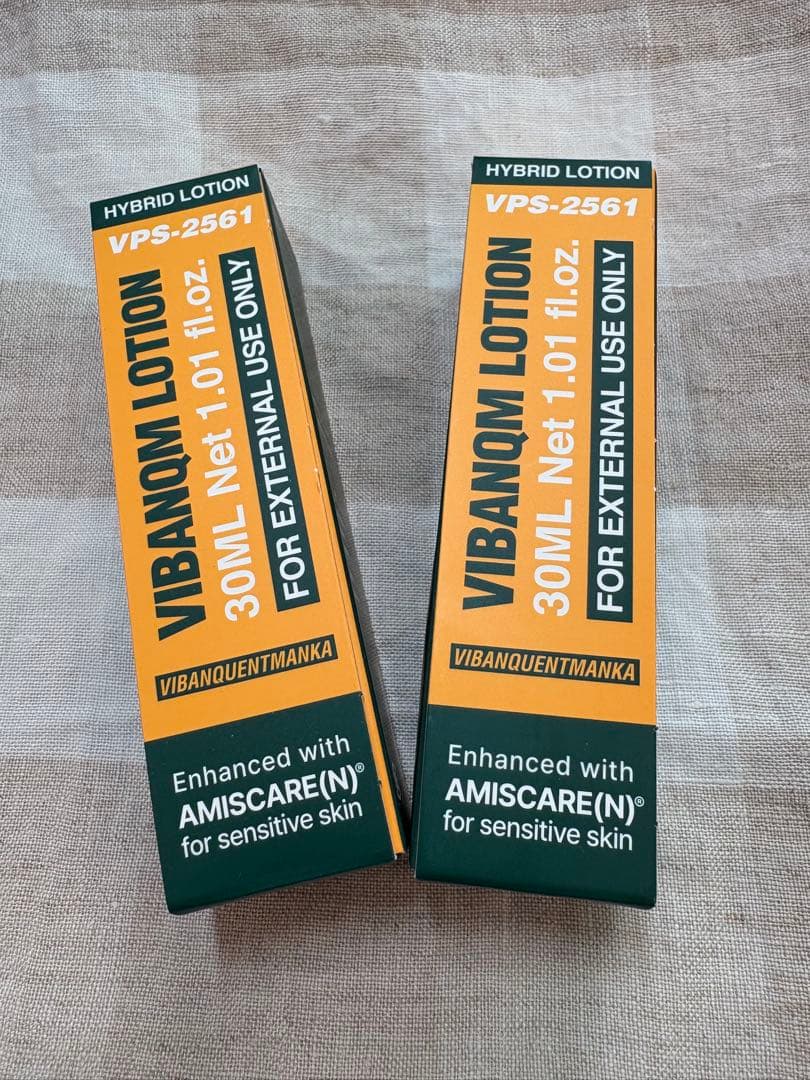 HYBRID LOTION
VPS-2561
VIBANQM LOTION
30ML Net 1.01 fl.oz.
FOR EXTERNAL USE ONLY
VIBANQUENTMANKA
Enhanced with
AMISCARE(N)®
for sensitive skin
HYBRID LOTION
VPS-2561
VIBANQM LOTION
30ML Net 1.01 fl.oz.
FOR EXTERNAL USE ONLY
VIBANQUENTMANKA
Enhanced with
AMISCARE(N)®
for sensitive skin